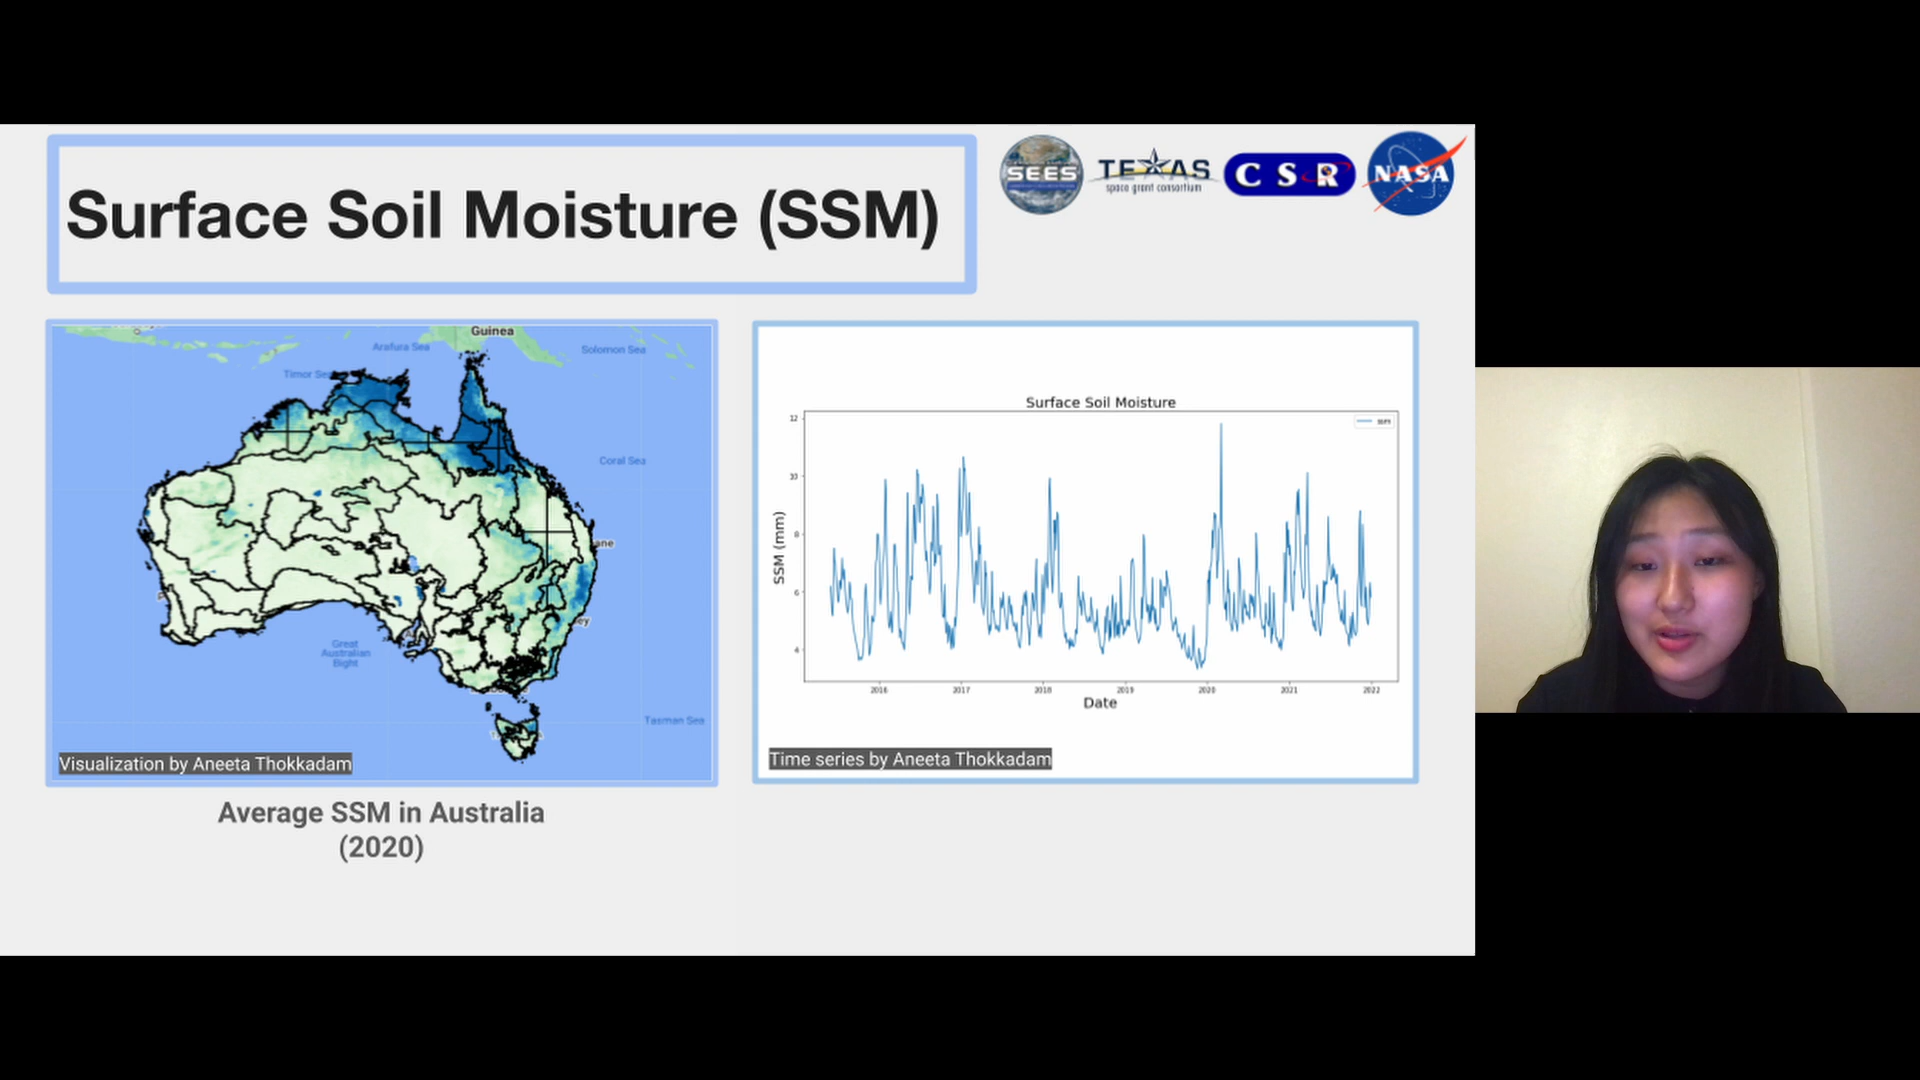 Surface Soil Moisture (SSM)
SEES
TEXAS
space grant consortium
CSR
NASA
Guinea
Arafura Sea
Solomon Sea
Timor Sea
Coral Sea
ane
ey
Great
Australian
Bight
Tasman Sea
Visualization by Aneeta Thokkadam
Average SSM in Australia
(2020)
Surface Soil Moisture
ssm
12
10
8
6
4
SSM (mm)
2016 2017 2018 2019 2020 2021 2022
Date
Time series by Aneeta Thokkadam